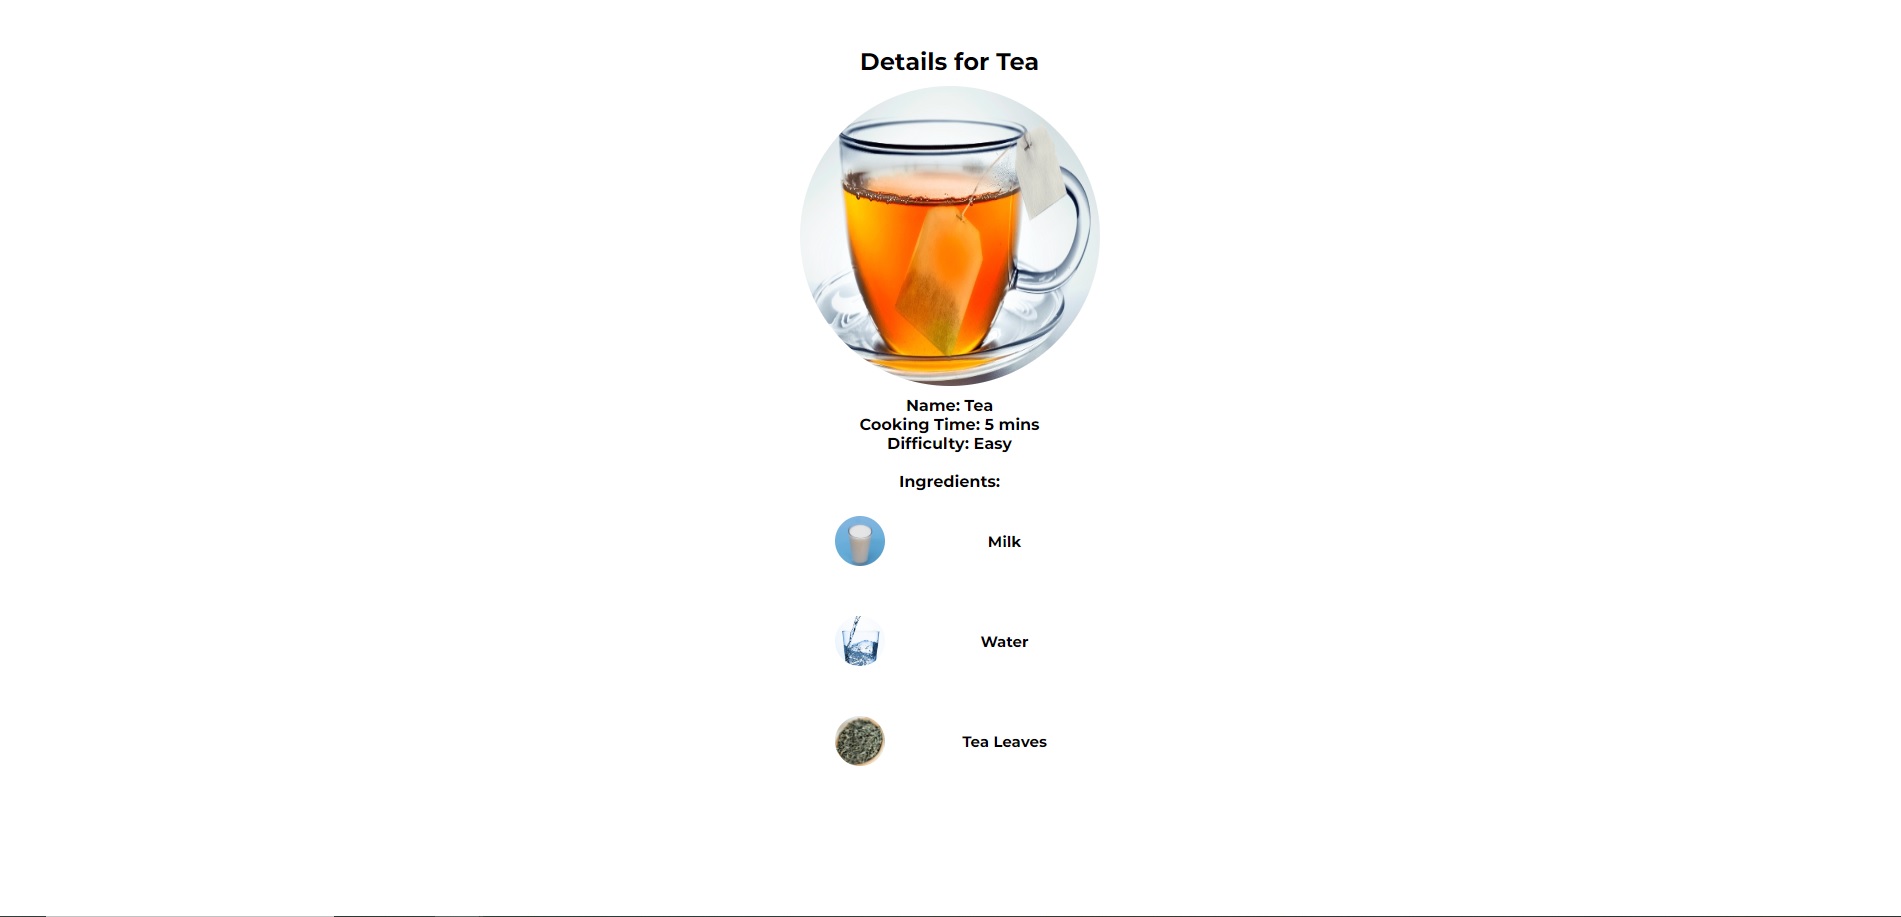 Details for Tea
Name: Tea
Cooking Time: 5 mins
Difficulty: Easy
Ingredients:
Milk
Water
Tea Leaves